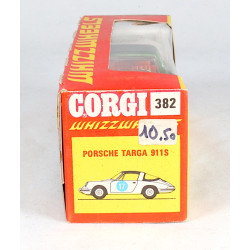 WHIZZWHEELS
CORGI 382
WHIZZWHEELS
10.50
PORSCHE TARGA 911S